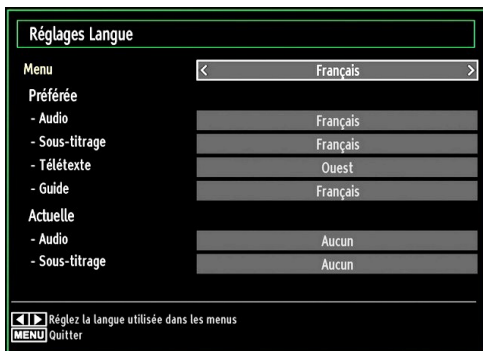 Réglages Langue
Menu < Français >
Préférée
- Audio Français
- Sous-titrage Français
- Télétexte Ouest
- Guide Français
Actuelle
- Audio Aucun
- Sous-titrage Aucun
Réglez la langue utilisée dans les menus
MENU Quitter